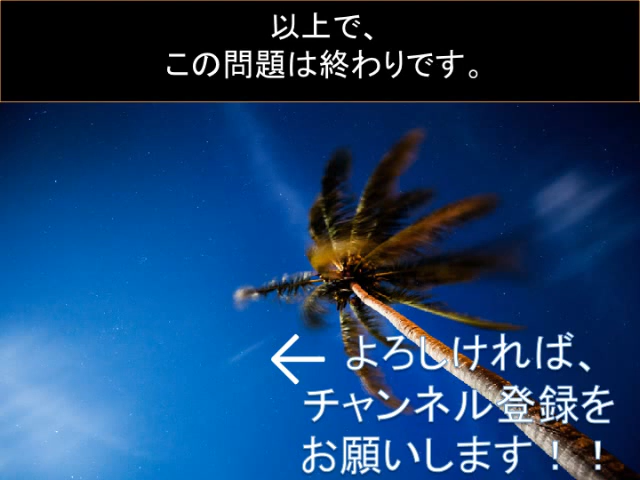 以上で、
この問題は終わりです。
← よろしければ、
チャンネル登録を
お願いします！！